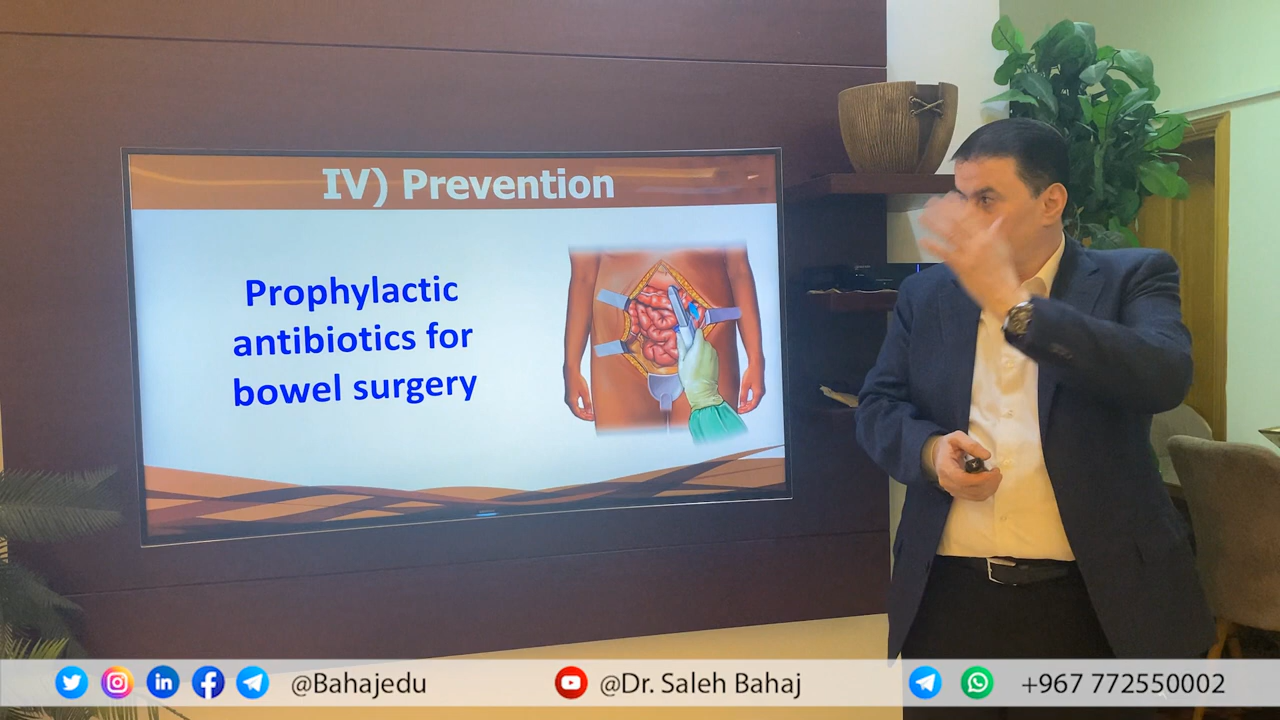 IV) Prevention
Prophylactic
antibiotics for
bowel surgery
@Bahajedu
@Dr. Saleh Bahaj
+967 772550002